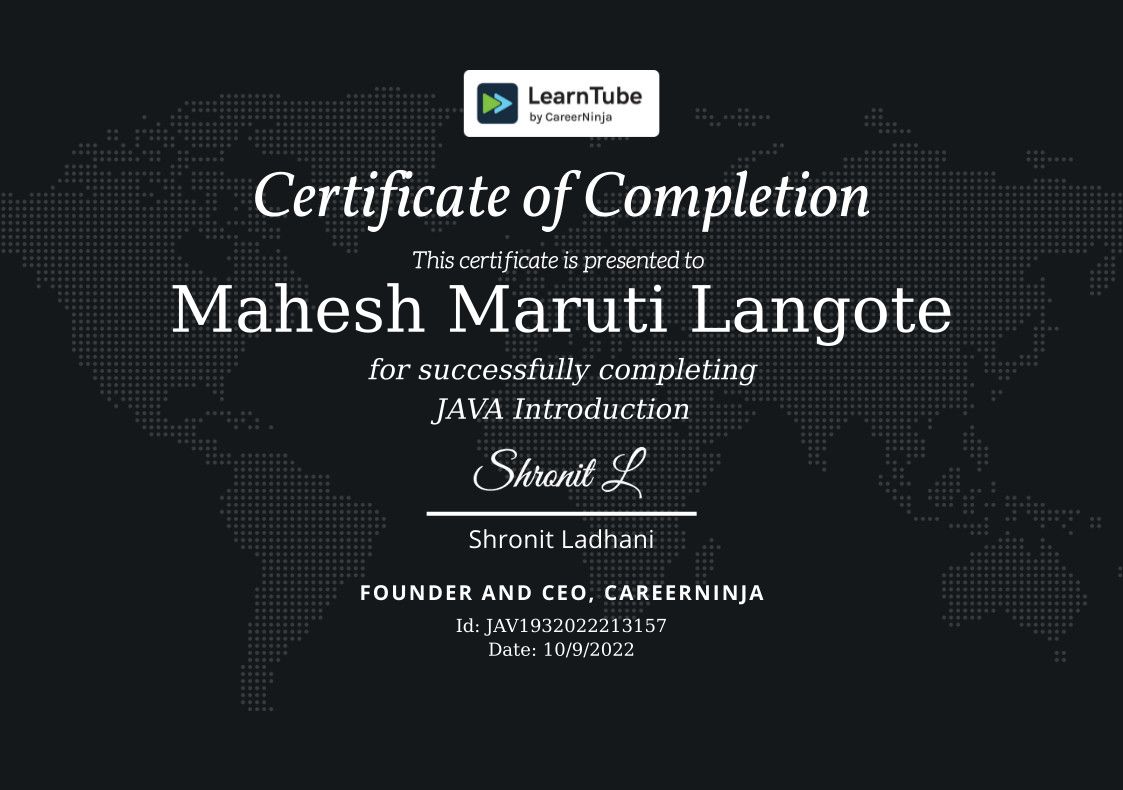 LearnTube
by CareerNinja
Certificate of Completion
This certificate is presented to
Mahesh Maruti Langote
for successfully completing
JAVA Introduction
Shronit L
Shronit Ladhani
FOUNDER AND CEO, CAREERNINJA
Id: JAV1932022213157
Date: 10/9/2022